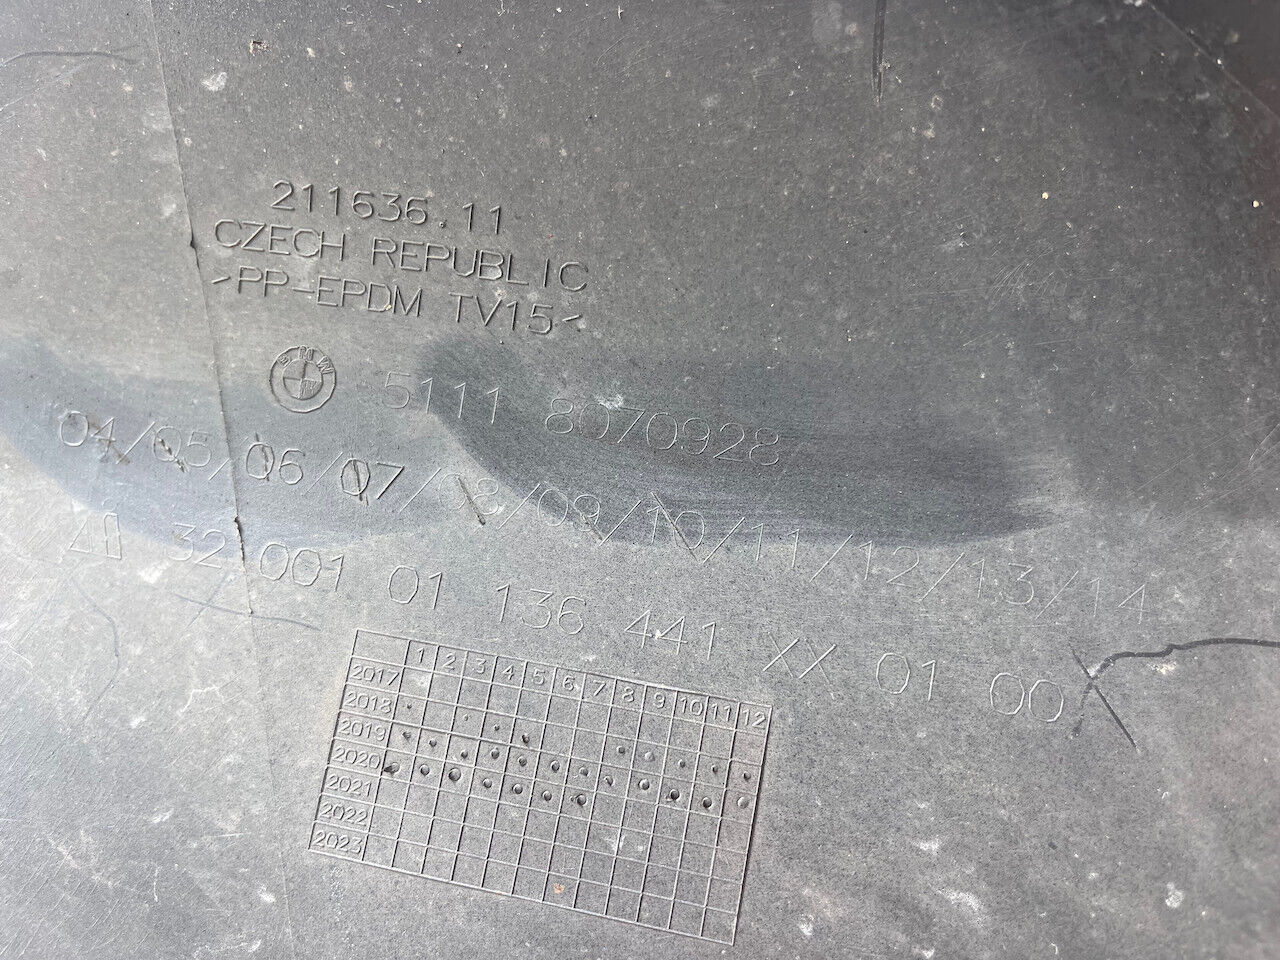 211636.11
CZECH REPUBLIC
>PP-EPDM TV15<
BMW 5111 8070928
04/05/06/07/08/09/10/11/12/13/14
32 001 01 136 441 XX 01 00
1 2 3 4 5 6 7 8 9 10 11 12
2017
2018
2019
2020
2021
2022
2023